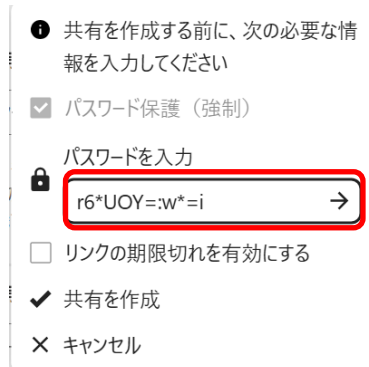 共有を作成する前に、次の必要な情
報を入力してください
パスワード保護（強制）
パスワードを入力
r6*UOY=:w*=i
リンクの期限切れを有効にする
共有を作成
キャンセル